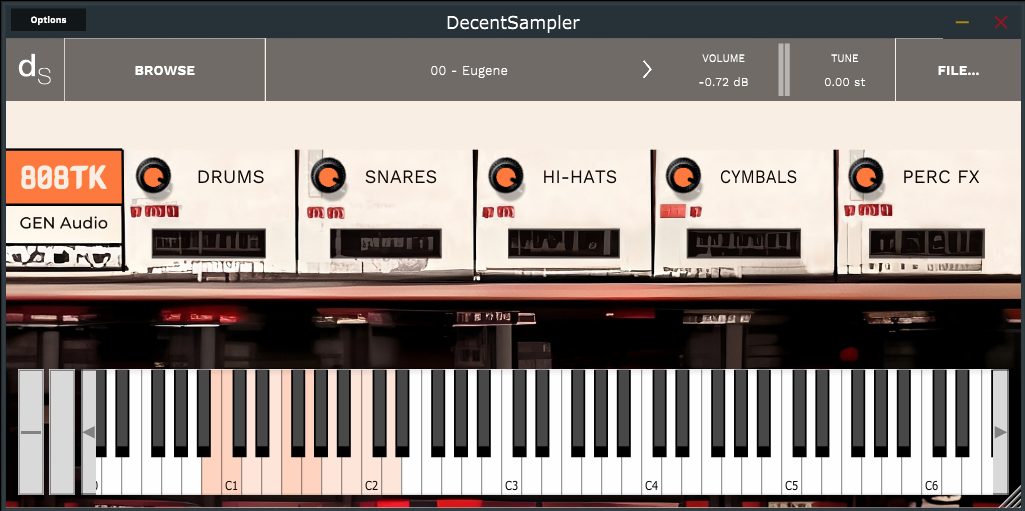 Options
DecentSampler
dS
BROWSE
00 - Eugene
VOLUME
-0.72 dB
TUNE
0.00 st
FILE...
808TK
GEN Audio
DRUMS
SNARES
HI-HATS
CYMBALS
PERC FX
C1
C2
C3
C4
C5
C6